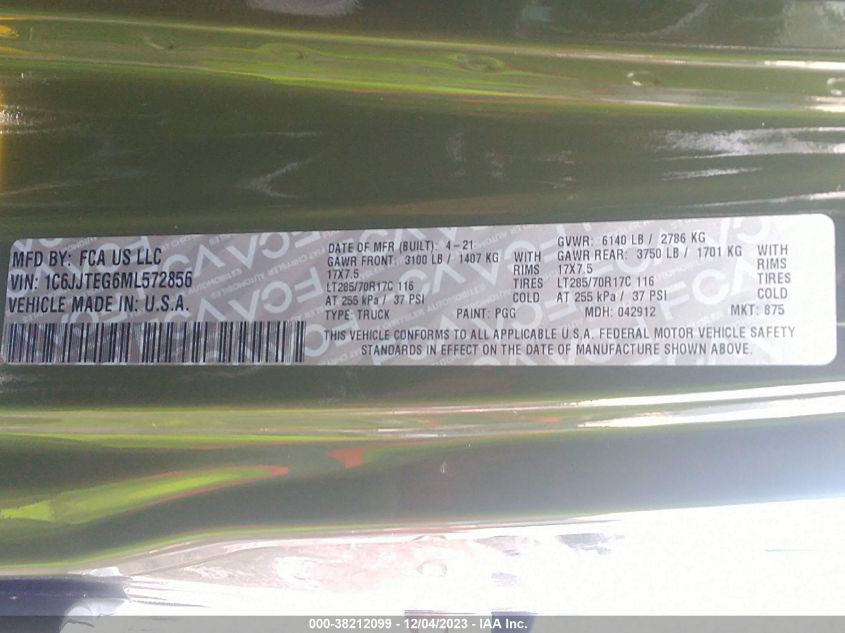 MFD BY: FCA US LLC
VIN: 1C6JJTEG6ML572856
VEHICLE MADE IN: U.S.A.
DATE OF MFR (BUILT): 4-21
GAWR FRONT: 3100 LB / 1407 KG WITH
17X7.5 RIMS
LT285/70R17C 116 TIRES
AT 255 kPa / 37 PSI COLD
TYPE: TRUCK PAINT: PGG
GVWR: 6140 LB / 2786 KG
GAWR REAR: 3750 LB / 1701 KG WITH
17X7.5 RIMS
LT285/70R17C 116 TIRES
AT 255 kPa / 37 PSI COLD
MDH: 042912 MKT: 875
THIS VEHICLE CONFORMS TO ALL APPLICABLE U.S.A. FEDERAL MOTOR VEHICLE SAFETY
STANDARDS IN EFFECT ON THE DATE OF MANUFACTURE SHOWN ABOVE.
000-38212099 - 12/04/2023 - IAA Inc.